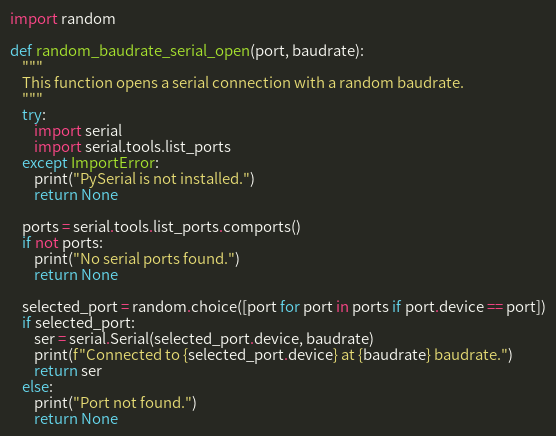 import random

def random_baudrate_serial_open(port, baudrate):
    """
    This function opens a serial connection with a random baudrate.
    """
    try:
        import serial
        import serial.tools.list_ports
    except ImportError:
        print("PySerial is not installed.")
        return None

    ports = serial.tools.list_ports.comports()
    if not ports:
        print("No serial ports found.")
        return None

    selected_port = random.choice([port for port in ports if port.device == port])
    if selected_port:
        ser = serial.Serial(selected_port.device, baudrate)
        print(f"Connected to {selected_port.device} at {baudrate} baudrate.")
        return ser
    else:
        print("Port not found.")
        return None